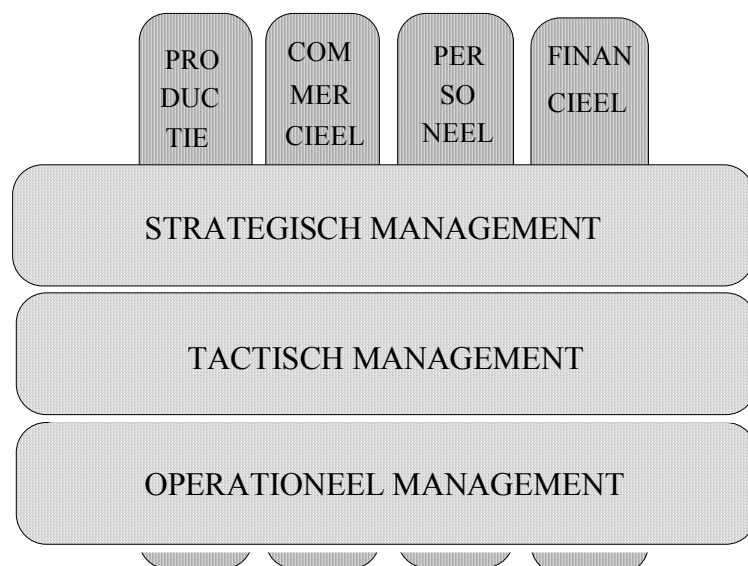 PRO
DUC
TIE
COM
MER
CIEEL
PER
SO
NEEL
FINAN
CIEEL
STRATEGISCH MANAGEMENT
TACTISCH MANAGEMENT
OPERATIONEEL MANAGEMENT